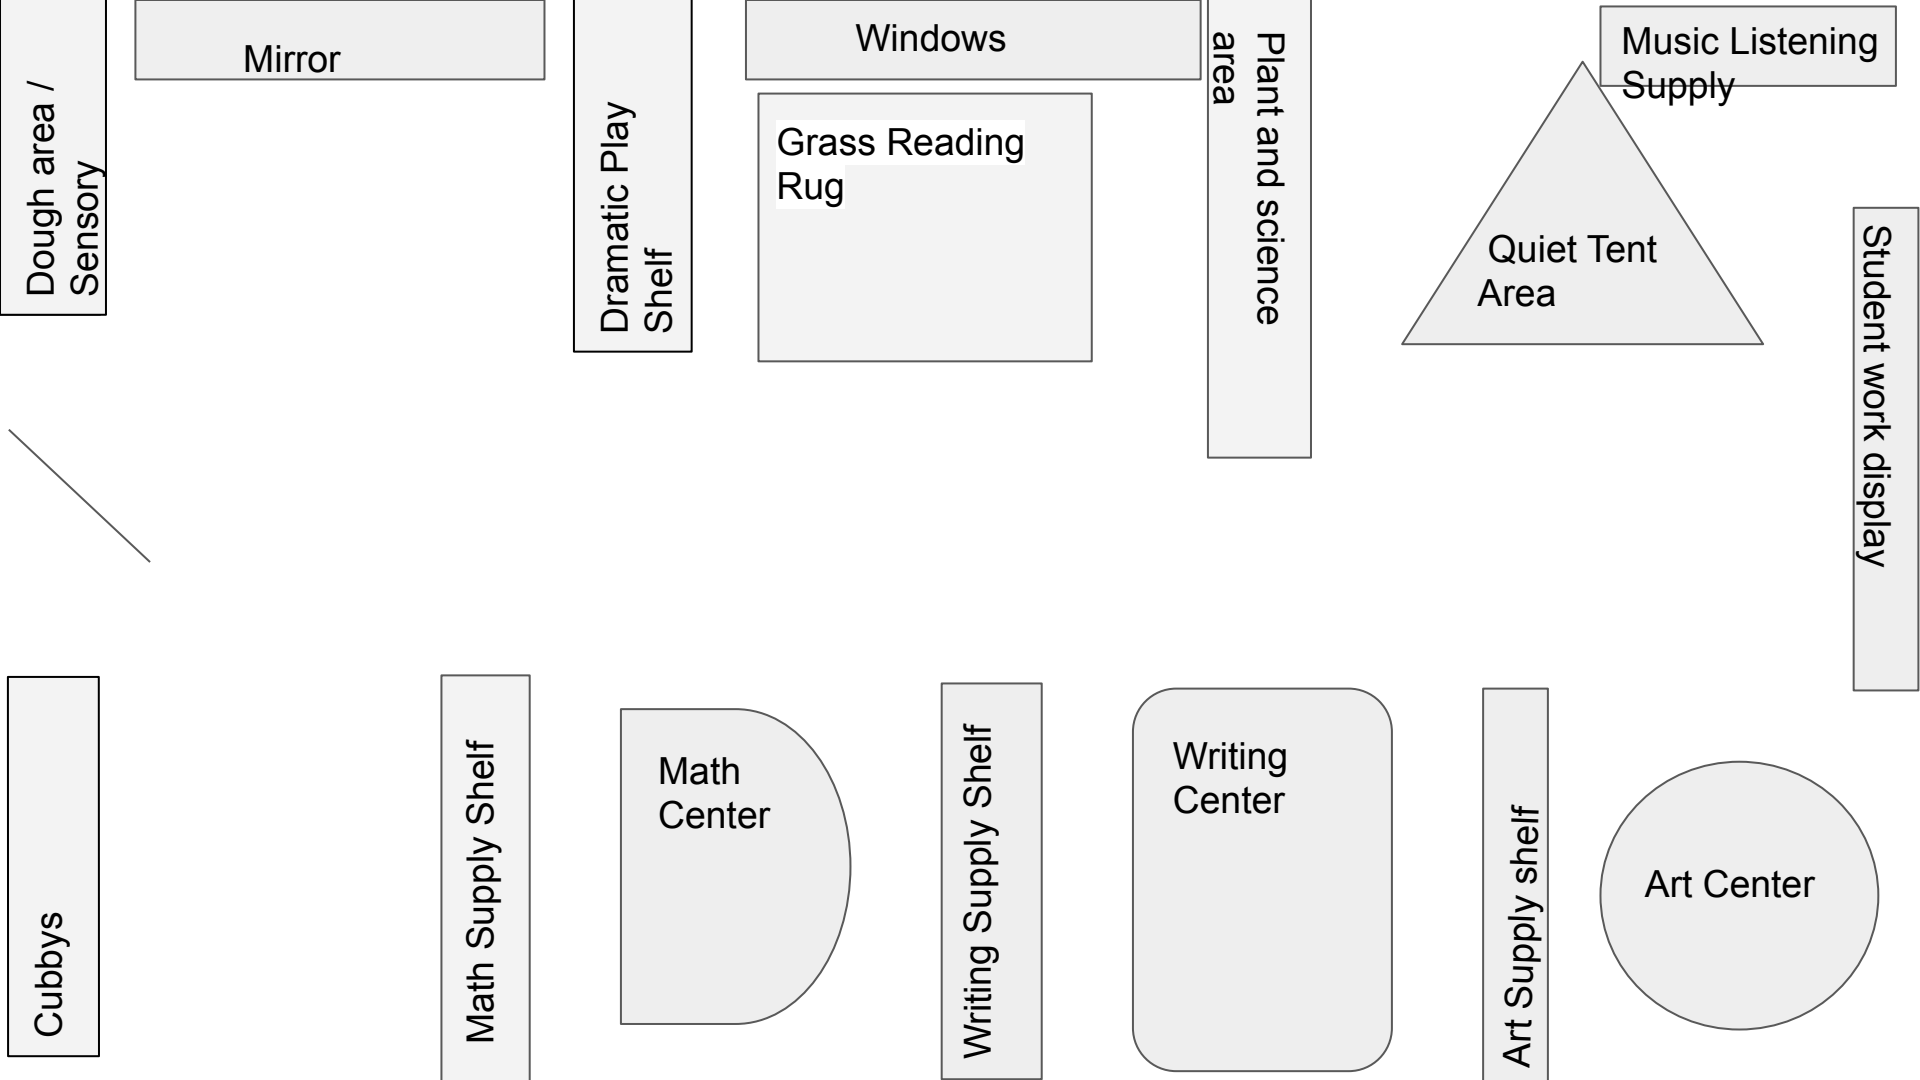 Dough area /
Sensory
Mirror
Dramatic Play
Shelf
Windows
Grass Reading
Rug
Plant and science
area
Music Listening
Supply
Quiet Tent
Area
Student work display
Cubbys
Math Supply Shelf
Math
Center
Writing Supply Shelf
Writing
Center
Art Supply shelf
Art Center